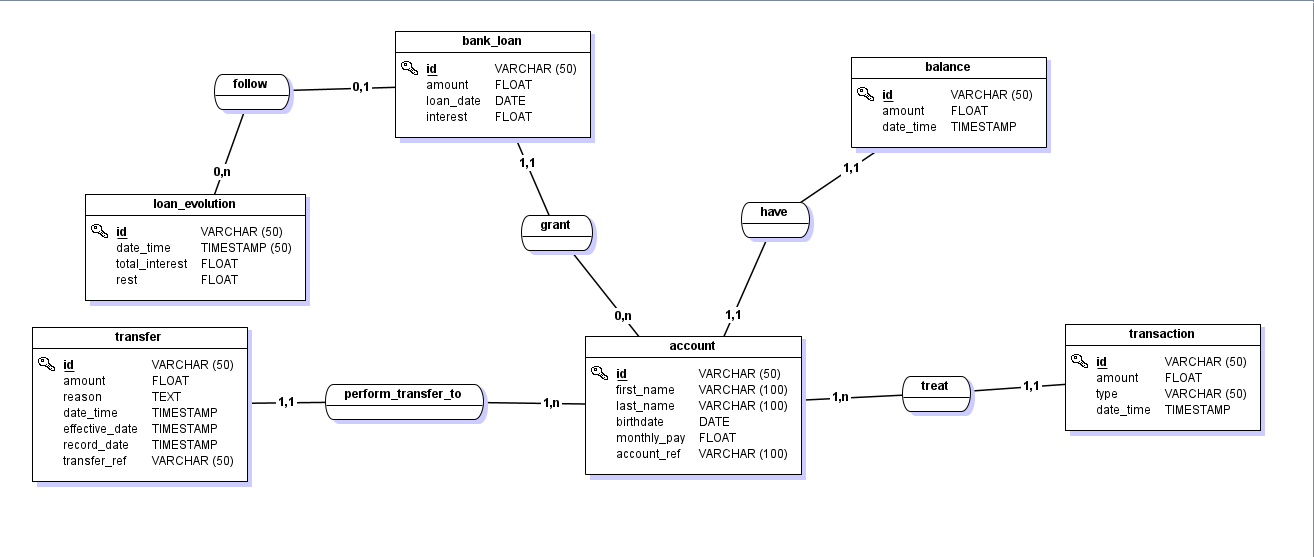 bank_loan
id VARCHAR (50)
amount FLOAT
loan_date DATE
interest FLOAT
balance
id VARCHAR (50)
amount FLOAT
date_time TIMESTAMP
follow
0,1
0,n
1,1
1,1
loan_evolution
id VARCHAR (50)
date_time TIMESTAMP (50)
total_interest FLOAT
rest FLOAT
grant
have
0,n
1,1
transfer
id VARCHAR (50)
amount FLOAT
reason TEXT
date_time TIMESTAMP
effective_date TIMESTAMP
record_date TIMESTAMP
transfer_ref VARCHAR (50)
1,1
perform_transfer_to
1,n
account
id VARCHAR (50)
first_name VARCHAR (100)
last_name VARCHAR (100)
birthdate DATE
monthly_pay FLOAT
account_ref VARCHAR (100)
1,n
treat
1,1
transaction
id VARCHAR (50)
amount FLOAT
type VARCHAR (50)
date_time TIMESTAMP